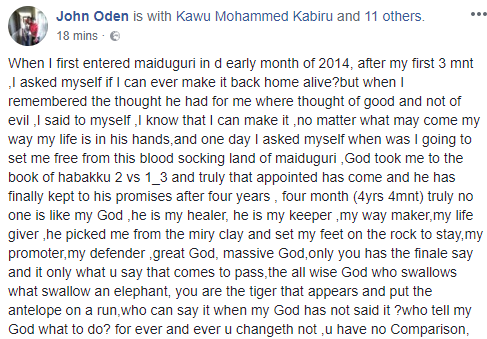 John Oden is with Kawu Mohammed Kabiru and 11 others.
18 mins ·
When I first entered maiduguri in d early month of 2014, after my first 3 mnt
,I asked myself if I can ever make it back home alive?but when I
remembered the thought he had for me where thought of good and not of
evil ,I said to myself ,I know that I can make it ,no matter what may come my
way my life is in his hands,and one day I asked myself when was I going to
set me free from this blood socking land of maiduguri ,God took me to the
book of habakku 2 vs 1_3 and truly that appointed has come and he has
finally kept to his promises after four years , four month (4yrs 4mnt) truly no
one is like my God ,he is my healer, he is my keeper ,my way maker,my life
giver ,he picked me from the miry clay and set my feet on the rock to stay,my
promoter,my defender ,great God, massive God,only you has the finale say
and it only what u say that comes to pass,the all wise God who swallows
what swallow an elephant, you are the tiger that appears and put the
antelope on a run,who can say it when my God has not said it ?who tell my
God what to do? for ever and ever u changeth not ,u have no Comparison,